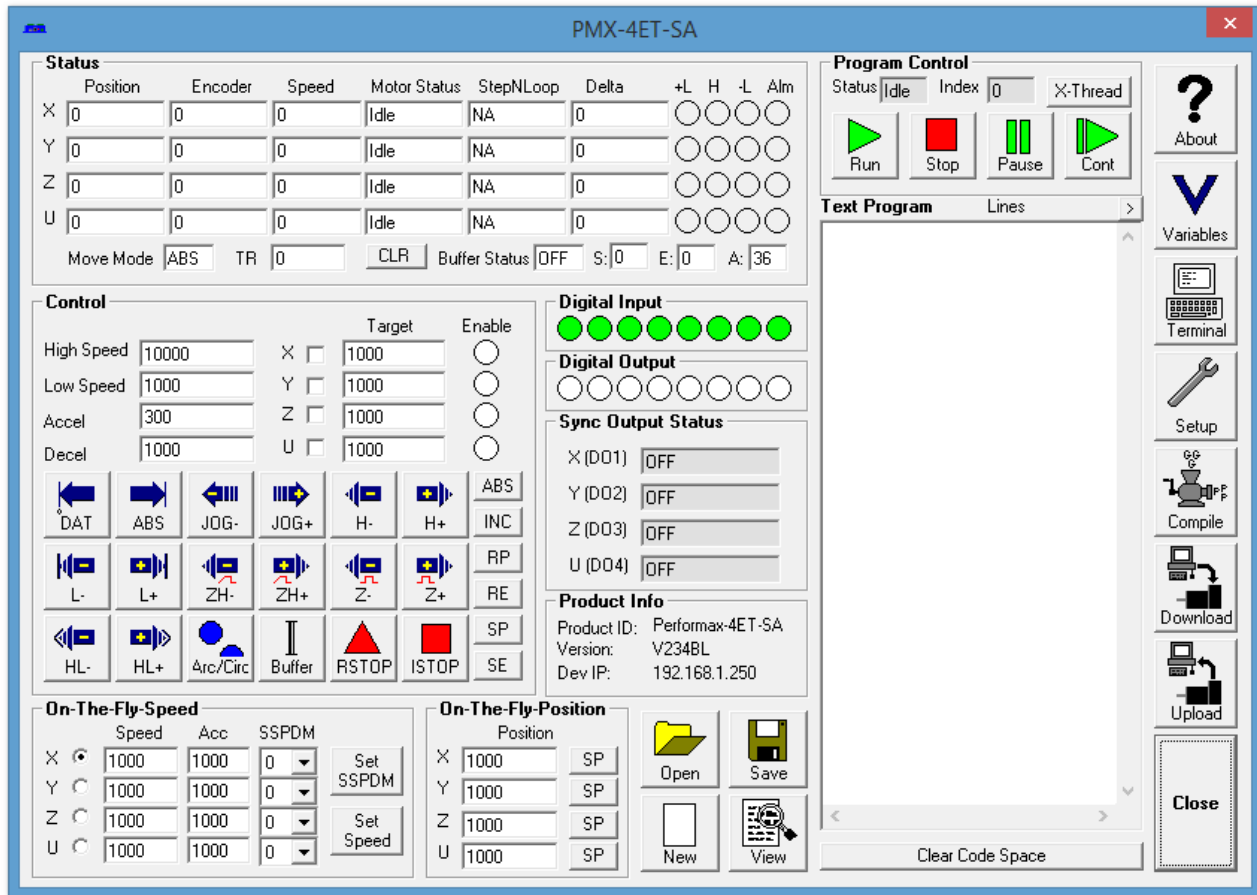 PMX-4ET-SA
Status
Position Encoder Speed Motor Status StepNLoop Delta +L H -L Alm
X 0 0 0 Idle NA 0
Y 0 0 0 Idle NA 0
Z 0 0 0 Idle NA 0
U 0 0 0 Idle NA 0
Move Mode ABS TR 0 CLR Buffer Status OFF S: 0 E: 0 A: 36
Control
Target Enable
High Speed 10000 X 1000
Low Speed 1000 Y 1000
Accel 300 Z 1000
Decel 1000 U 1000
DAT ABS JOG- JOG+ H- H+ ABS INC
L- L+ ZH- ZH+ Z- Z+ RP RE
HL- HL+ Arc/Circ Buffer RSTOP ISTOP SP SE
Digital Input
Digital Output
Sync Output Status
X (DO1) OFF
Y (DO2) OFF
Z (DO3) OFF
U (DO4) OFF
Product Info
Product ID: Performax-4ET-SA
Version: V234BL
Dev IP: 192.168.1.250
On-The-Fly-Speed
Speed Acc SSPDM
X 1000 1000 0
Y 1000 1000 0
Z 1000 1000 0
U 1000 1000 0
Set SSPDM
Set Speed
On-The-Fly-Position
Position
X 1000 SP
Y 1000 SP
Z 1000 SP
U 1000 SP
Open Save
New View
Program Control
Status Idle Index 0 X-Thread
Run Stop Pause Cont
Text Program Lines >
Clear Code Space
About
Variables
Terminal
Setup
Compile
Download
Upload
Close